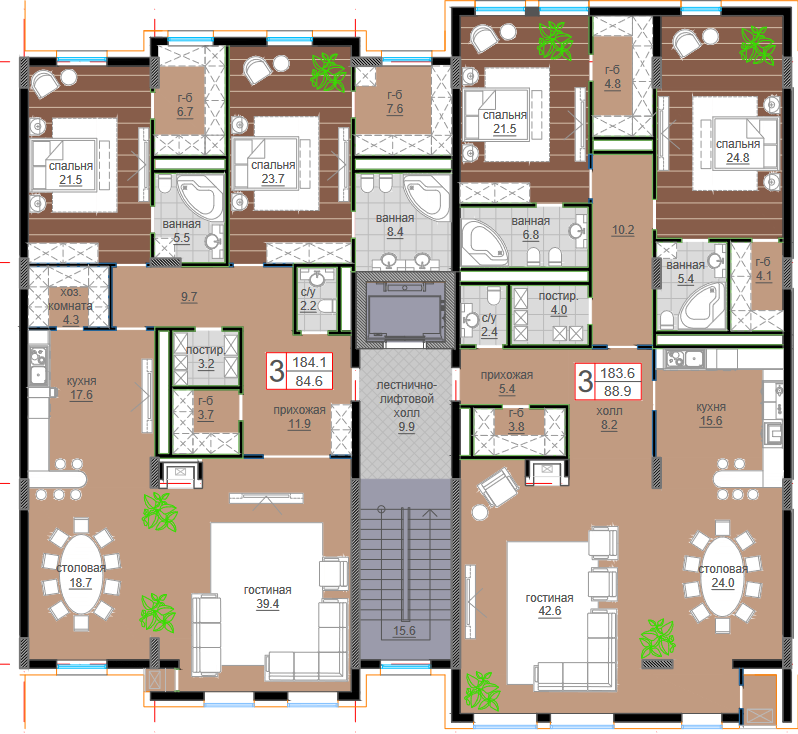 г-б
6.7
г-б
7.6
г-б
4.8
спальня
21.5
спальня
23.7
спальня
21.5
спальня
24.8
ванная
5.5
ванная
8.4
ванная
6.8
10.2
ванная
5.4
г-б
4.1
хоз.
комната
4.3
9.7
с/у
2.2
с/у
2.4
постир.
4.0
постир.
3.2
3
184.1
84.6
лестнично-
лифтовой
холл
9.9
прихожая
5.4
3
183.6
88.9
кухня
17.6
г-б
3.7
прихожая
11.9
г-б
3.8
холл
8.2
кухня
15.6
столовая
18.7
гостиная
39.4
15.6
гостиная
42.6
столовая
24.0